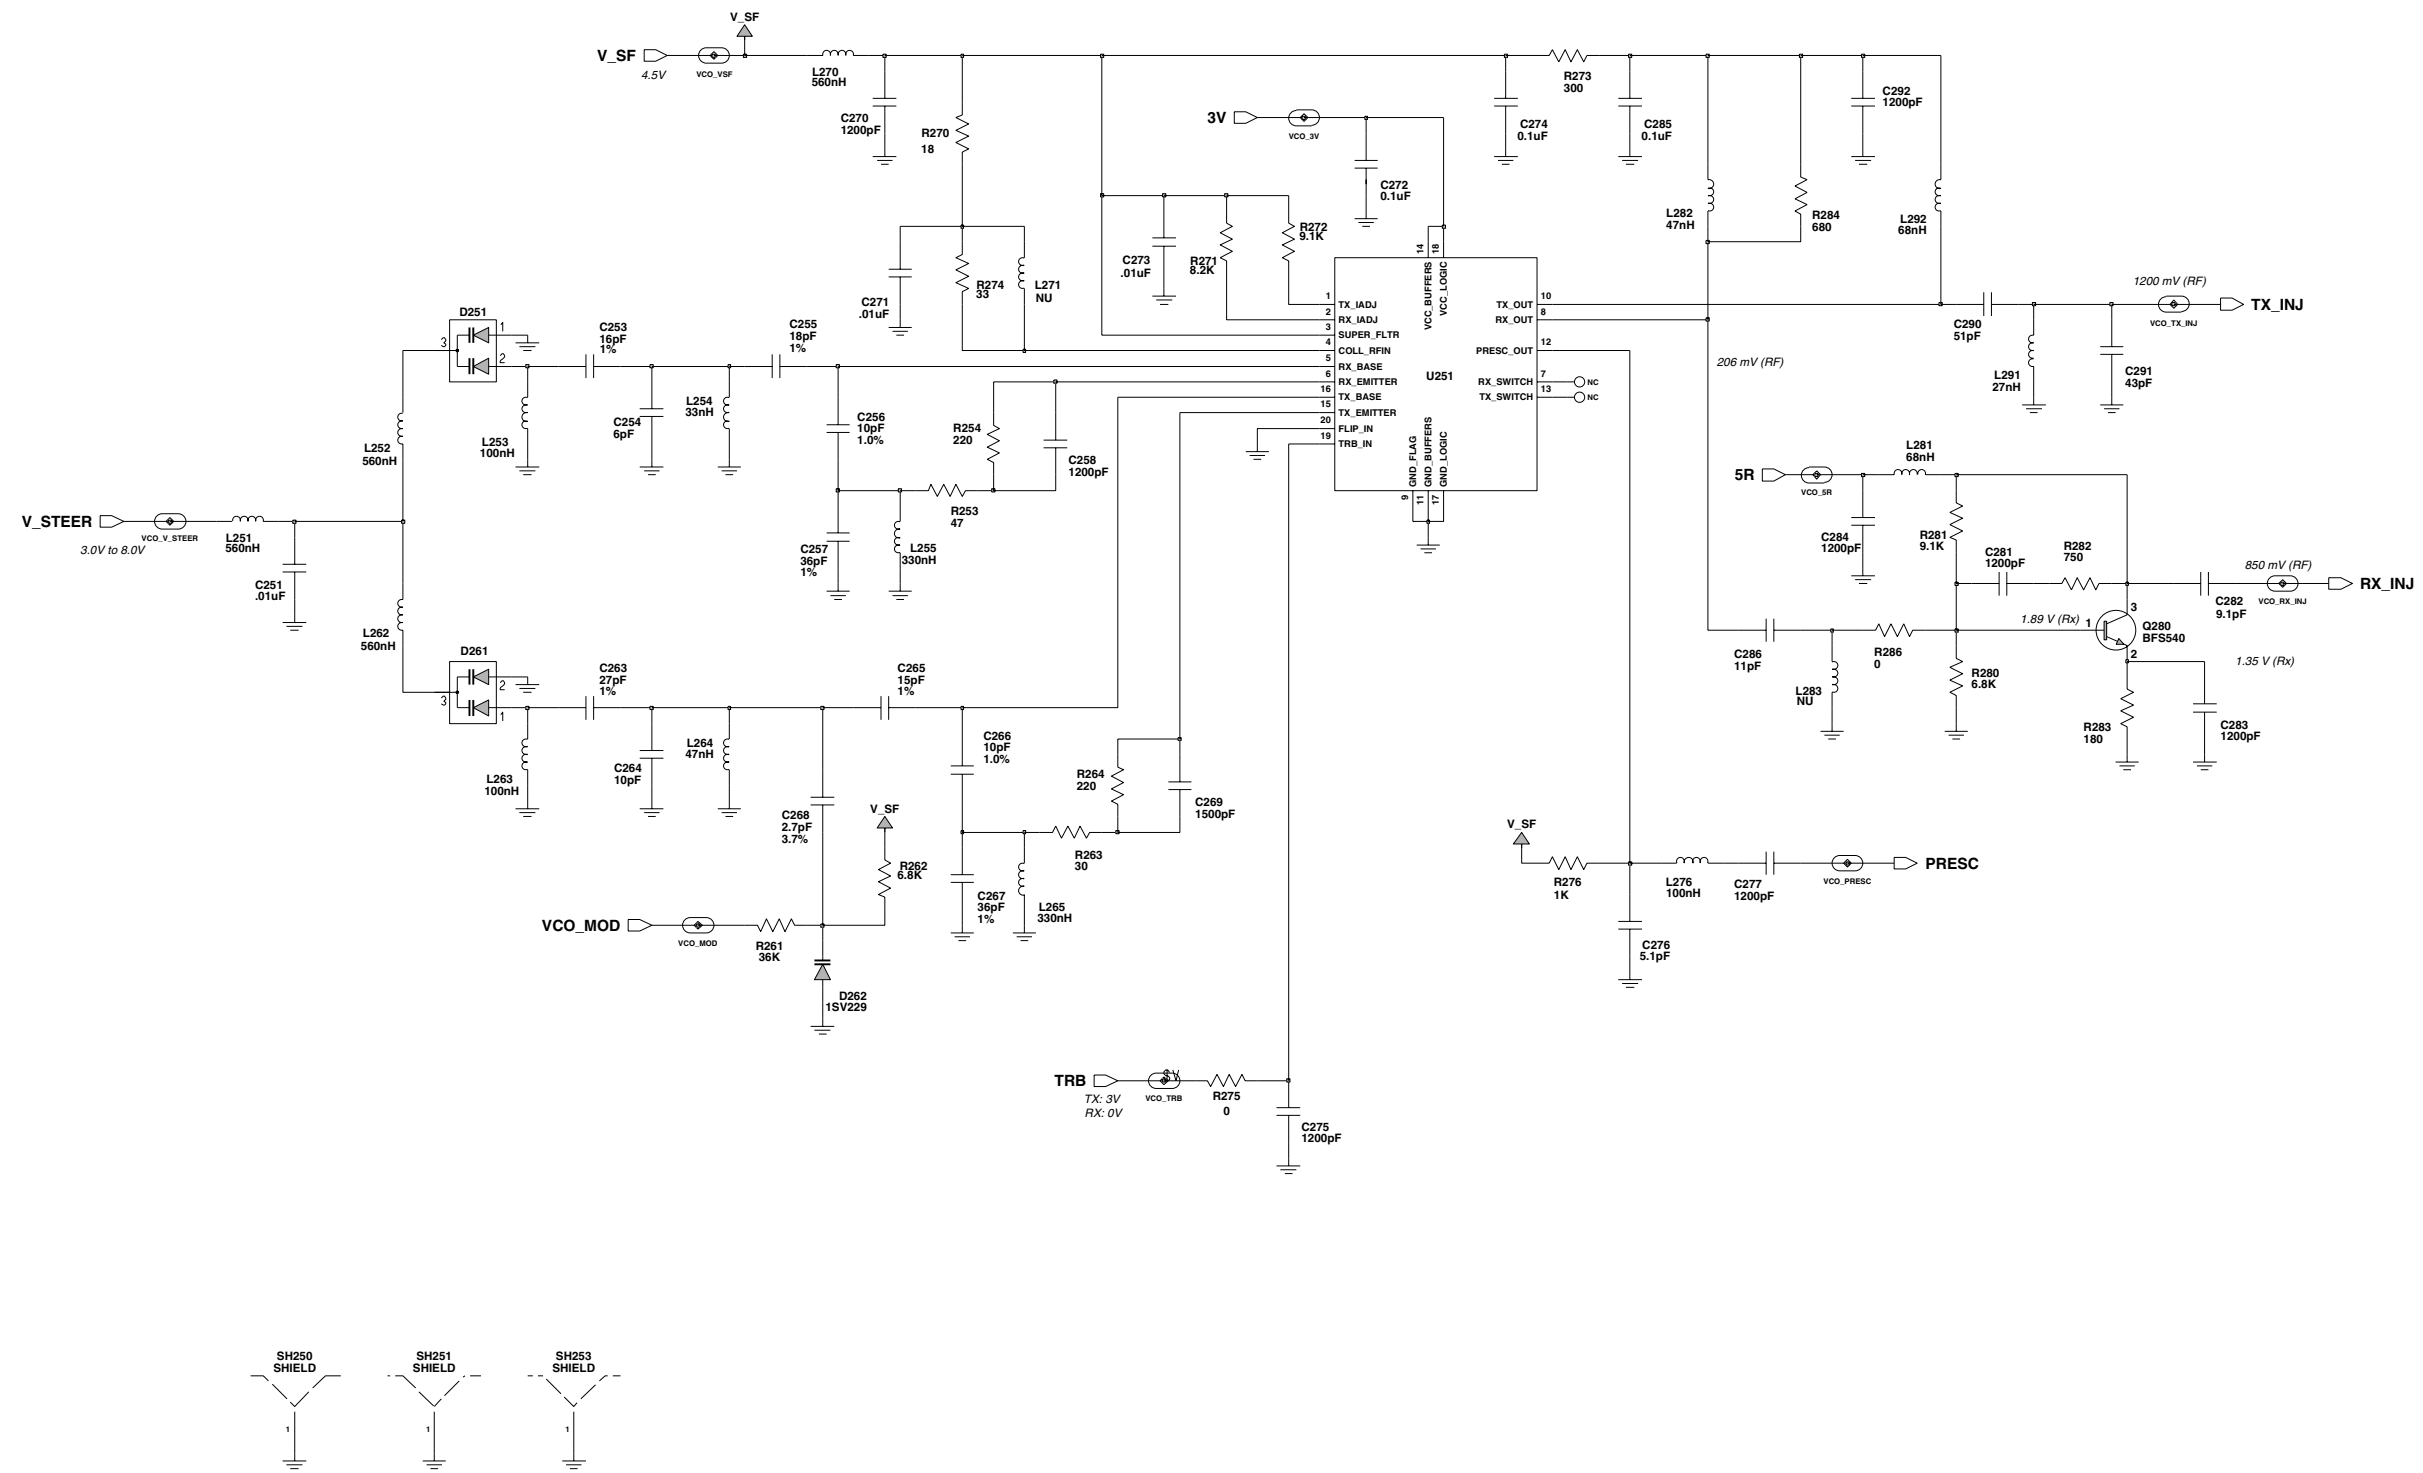 V_SF
V_SF
4.5V
VCO_VSF
L270
560nH
C270
1200pF
R270
18
3V
VCO_3V
C272
0.1uF
R273
300
C274
0.1uF
C285
0.1uF
C292
1200pF
L282
47nH
R284
680
L292
68nH
C271
.01uF
R274
33
L271
NU
C273
.01uF
R271
8.2K
R272
9.1K
14
18
VCC_BUFFERS
VCC_LOGIC
1
TX_IADJ
2
RX_IADJ
3
SUPER_FLTR
4
COLL_RFIN
5
RX_BASE
6
RX_EMITTER
16
TX_BASE
15
TX_EMITTER
20
FLIP_IN
19
TRB_IN
U251
TX_OUT
10
RX_OUT
8
PRESC_OUT
12
RX_SWITCH
7
NC
TX_SWITCH
13
NC
GND_FLAG
GND_BUFFERS
GND_LOGIC
9
11
17
1200 mV (RF)
TX_INJ
VCO_TX_INJ
C290
51pF
L291
27nH
C291
43pF
206 mV (RF)
D251
3
1
2
C253
16pF
1%
C255
18pF
1%
L253
100nH
C254
6pF
L254
33nH
C256
10pF
1.0%
R254
220
C258
1200pF
R253
47
C257
36pF
1%
L255
330nH
L252
560nH
V_STEER
3.0V to 8.0V
VCO_V_STEER
L251
560nH
C251
.01uF
L262
560nH
D261
3
2
1
C263
27pF
1%
C265
15pF
1%
L263
100nH
C264
10pF
L264
47nH
C266
10pF
1.0%
C268
2.7pF
3.7%
V_SF
R262
6.8K
R264
220
C269
1500pF
R263
30
C267
36pF
1%
L265
330nH
VCO_MOD
VCO_MOD
R261
36K
D262
1SV229
5R
VCO_5R
L281
68nH
C284
1200pF
R281
9.1K
C281
1200pF
R282
750
850 mV (RF)
RX_INJ
VCO_RX_INJ
C282
9.1pF
1.89 V (Rx)
1
3
2
Q280
BFS540
1.35 V (Rx)
C286
11pF
R286
0
L283
NU
R280
6.8K
R283
180
C283
1200pF
V_SF
R276
1K
L276
100nH
C277
1200pF
VCO_PRESC
PRESC
C276
5.1pF
TRB
TX: 3V
RX: 0V
VCO_TRB
R275
0
C275
1200pF
SH250
SHIELD
1
SH251
SHIELD
1
SH253
SHIELD
1